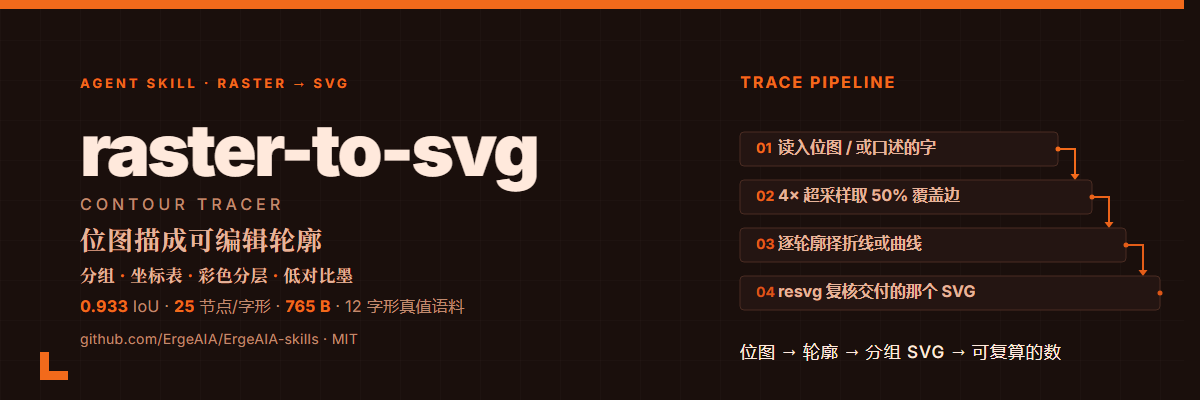 AGENT SKILL · RASTER → SVG
raster-to-svg
CONTOUR TRACER
位图描成可编辑轮廓
分组 · 坐标表 · 彩色分层 · 低对比墨
0.933 IoU · 25 节点/字形 · 765 B · 12 字形真值语料
github.com/ErgeAIA/ErgeAIA-skills · MIT
TRACE PIPELINE
01 读入位图 / 或口述的字
02 4× 超采样取 50% 覆盖边
03 逐轮廓择折线或曲线
04 resvg 复核交付的那个 SVG
位图 → 轮廓 → 分组 SVG → 可复算的数